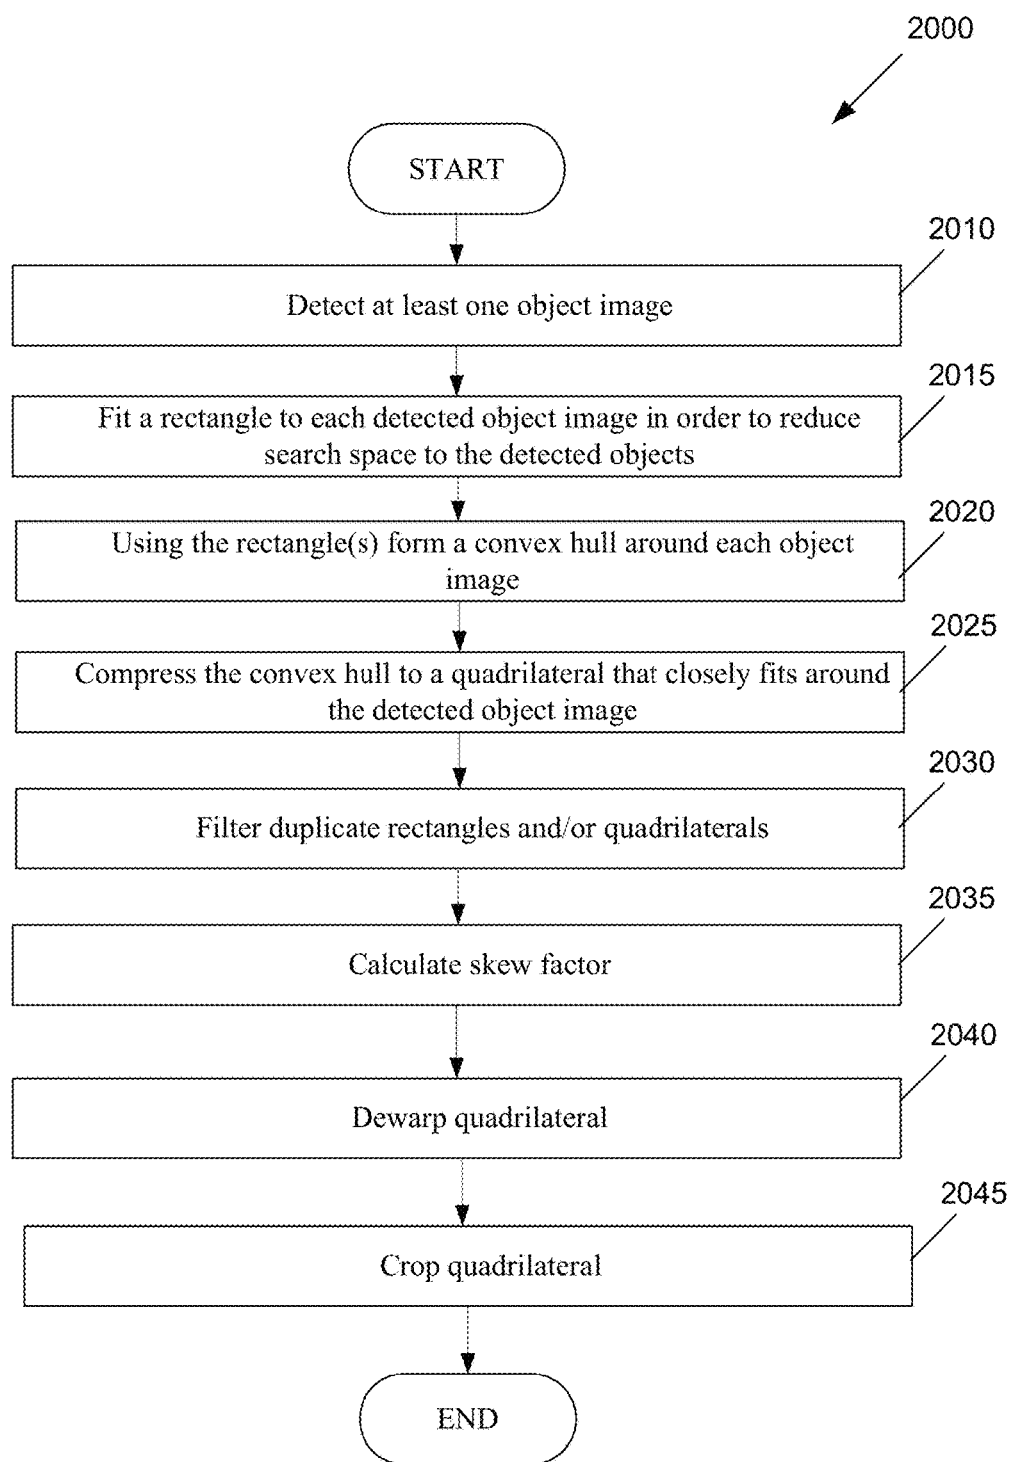 2000
START
2010
Detect at least one object image
2015
Fit a rectangle to each detected object image in order to reduce
search space to the detected objects
2020
Using the rectangle(s) form a convex hull around each object
image
2025
Compress the convex hull to a quadrilateral that closely fits around
the detected object image
2030
Filter duplicate rectangles and/or quadrilaterals
2035
Calculate skew factor
2040
Dewarp quadrilateral
2045
Crop quadrilateral
END